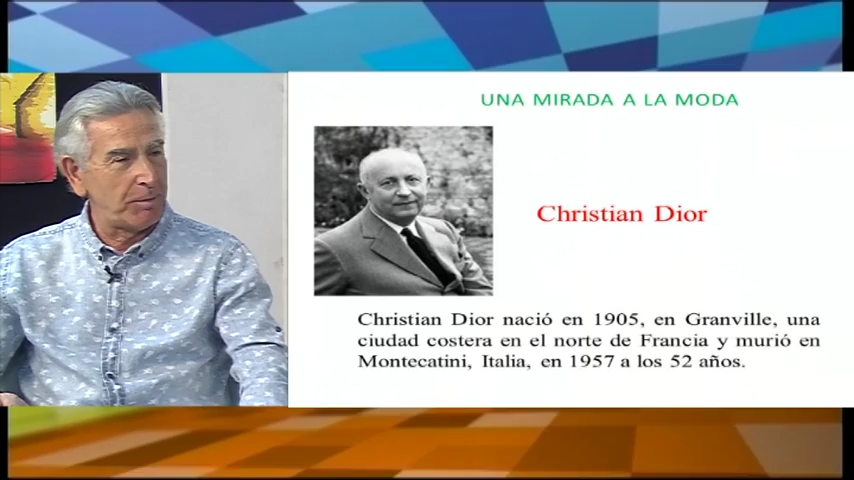 UNA MIRADA A LA MODA
Christian Dior
Christian Dior nació en 1905, en Granville, una
ciudad costera en el norte de Francia y murió en
Montecatini, Italia, en 1957 a los 52 años.